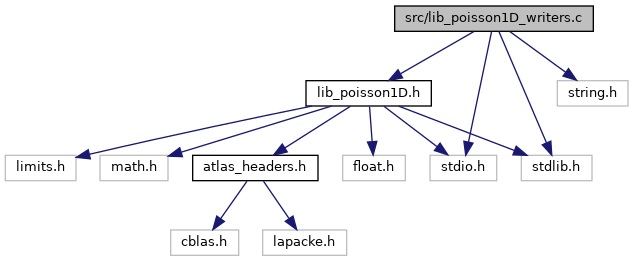 src/lib_poisson1D_writers.c
lib_poisson1D.h
string.h
limits.h
math.h
atlas_headers.h
float.h
stdio.h
stdlib.h
cblas.h
lapacke.h